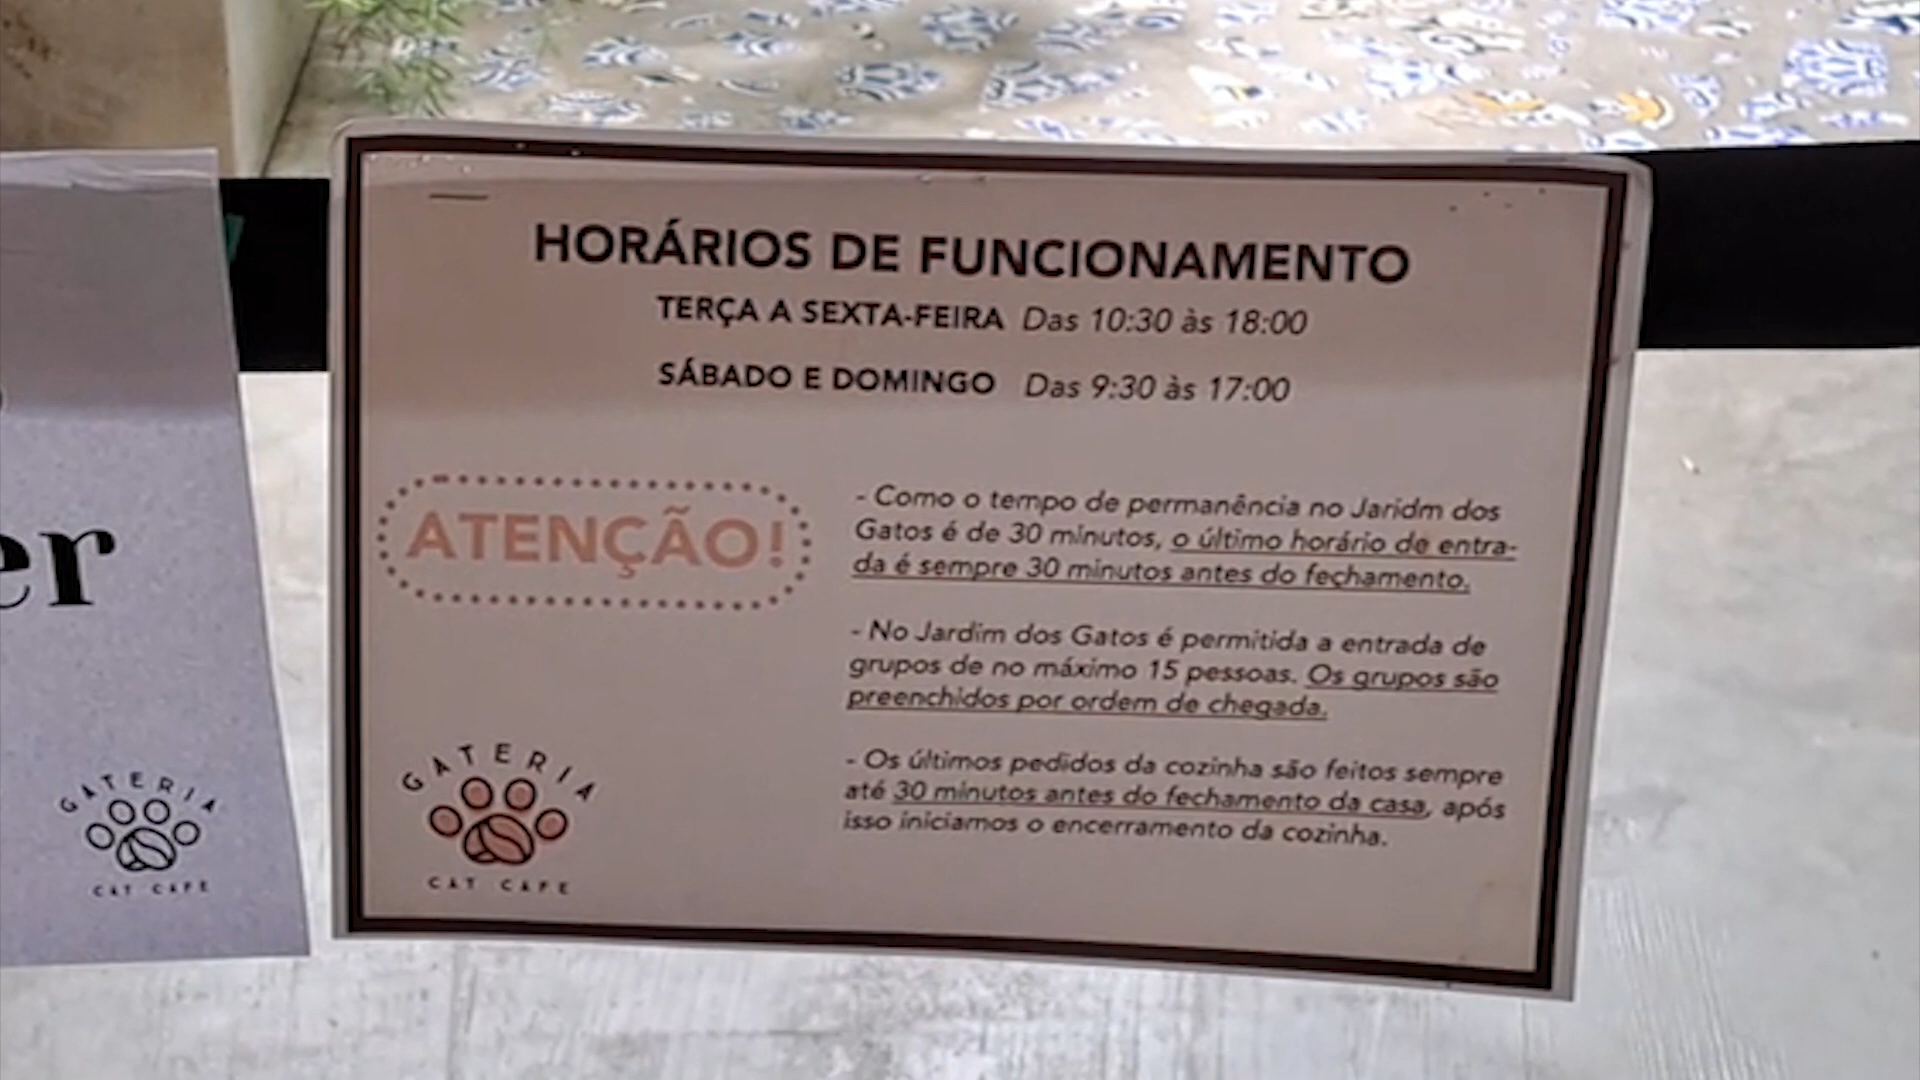 HORÁRIOS DE FUNCIONAMENTO
TERÇA A SEXTA-FEIRA Das 10:30 às 18:00
SÁBADO E DOMINGO Das 9:30 às 17:00
ATENÇÃO!
- Como o tempo de permanência no Jaridm dos
Gatos é de 30 minutos, o último horário de entra-
da é sempre 30 minutos antes do fechamento.
- No Jardim dos Gatos é permitida a entrada de
grupos de no máximo 15 pessoas. Os grupos são
preenchidos por ordem de chegada.
- Os últimos pedidos da cozinha são feitos sempre
até 30 minutos antes do fechamento da casa, após
isso iniciamos o encerramento da cozinha.
GATERIA
CAT CAFE
er
GATERIA
CAT CAFE